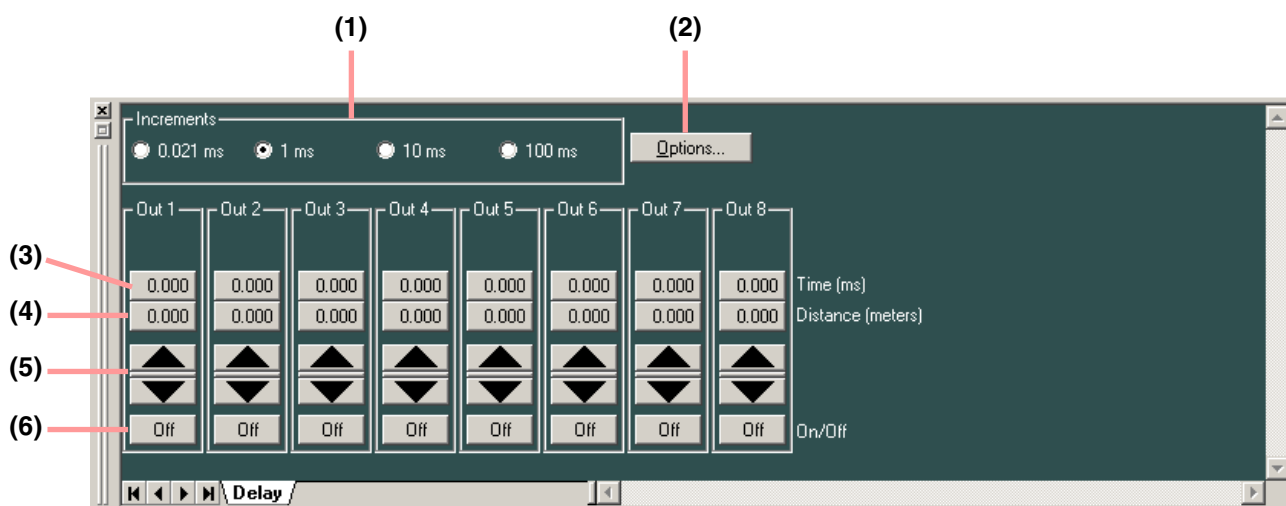 (1) (2)
Increments
0.021 ms 1 ms 10 ms 100 ms Options...
Out 1 Out 2 Out 3 Out 4 Out 5 Out 6 Out 7 Out 8
(3) 0.000 0.000 0.000 0.000 0.000 0.000 0.000 0.000 Time (ms)
(4) 0.000 0.000 0.000 0.000 0.000 0.000 0.000 0.000 Distance (meters)
(5)
(6) Off Off Off Off Off Off Off Off On/Off
Delay